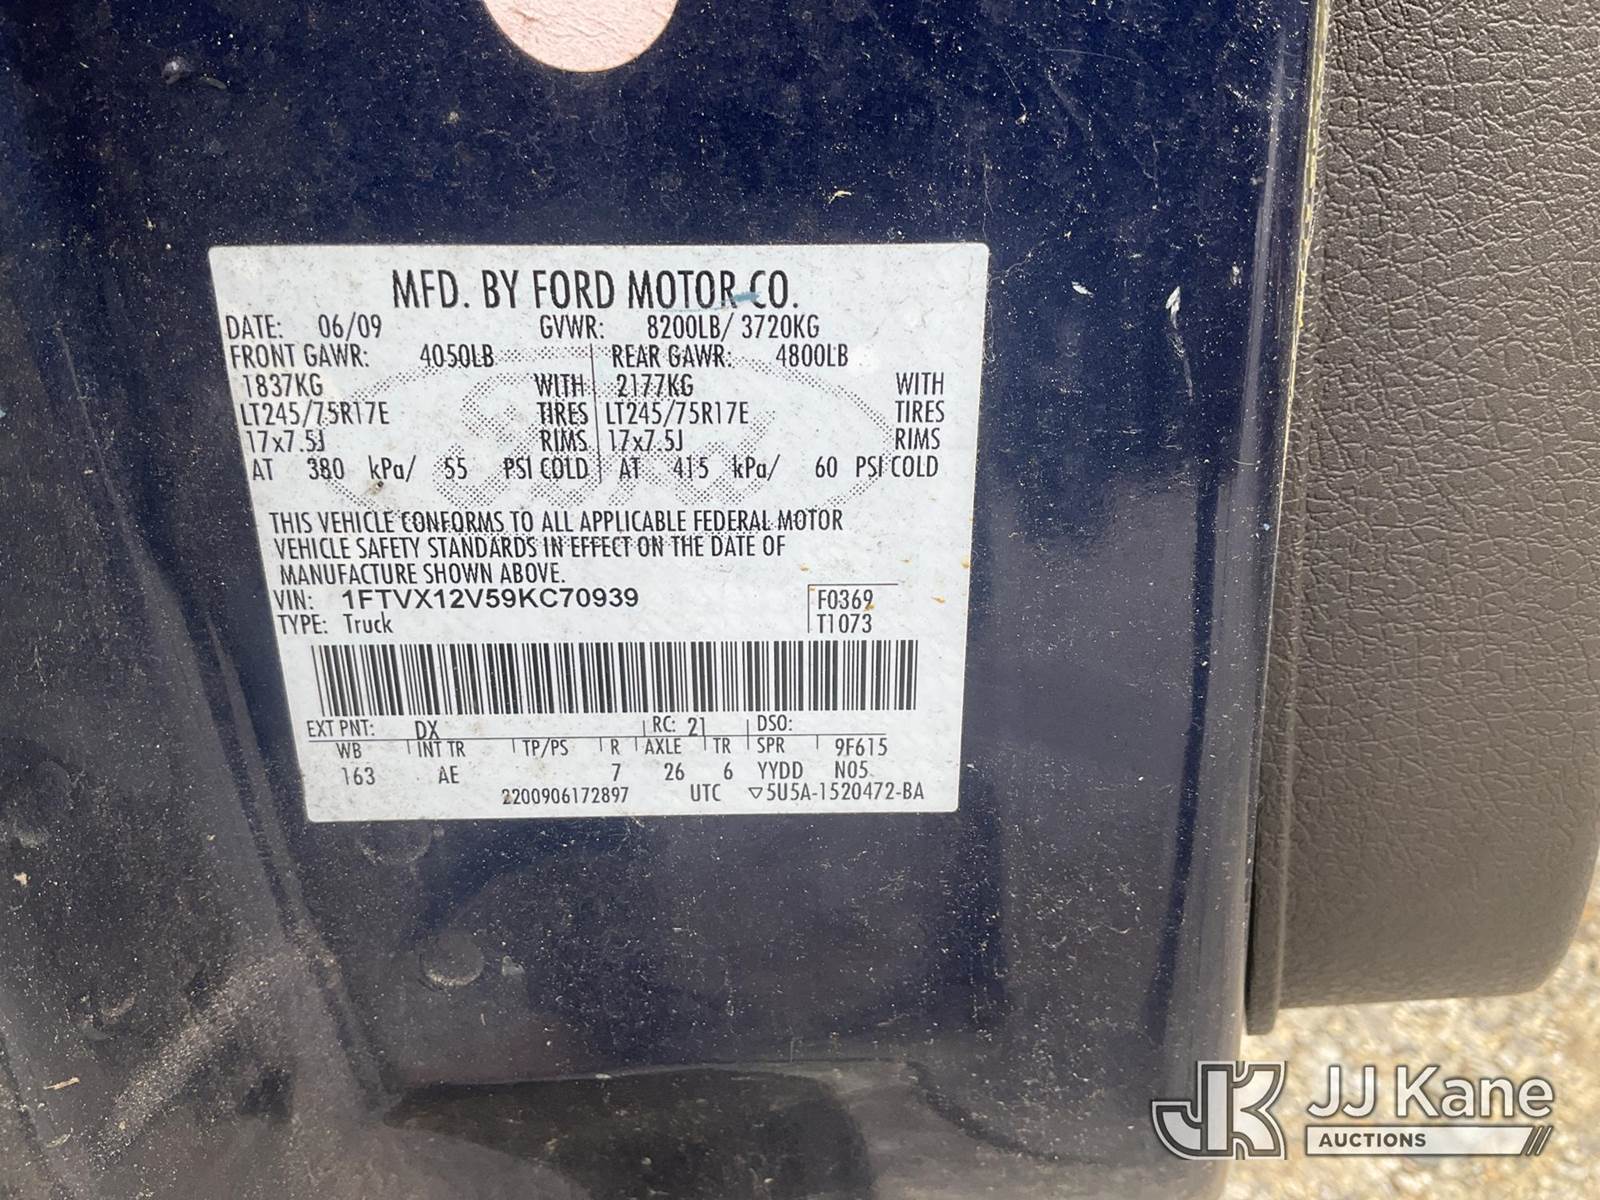 MFD. BY FORD MOTOR CO.
DATE: 06/09 GVWR: 8200LB/ 3720KG
FRONT GAWR: 4050LB REAR GAWR: 4800LB
1837KG WITH 2177KG WITH
LT245/75R17E TIRES LT245/75R17E TIRES
17x7.5J RIMS 17x7.5J RIMS
AT 380 kPa/ 55 PSI COLD AT 415 kPa/ 60 PSI COLD
THIS VEHICLE CONFORMS TO ALL APPLICABLE FEDERAL MOTOR
VEHICLE SAFETY STANDARDS IN EFFECT ON THE DATE OF
MANUFACTURE SHOWN ABOVE.
VIN: 1FTVX12V59KC70939 F0369
TYPE: Truck T1073
EXT PNT: DX RC: 21 DSO:
WB INT TR TP/PS R AXLE TR SPR 9F615
163 AE 7 26 6 YYDD N05
2200906172897 UTC ▽5U5A-1520472-BA
JK JJ Kane
AUCTIONS